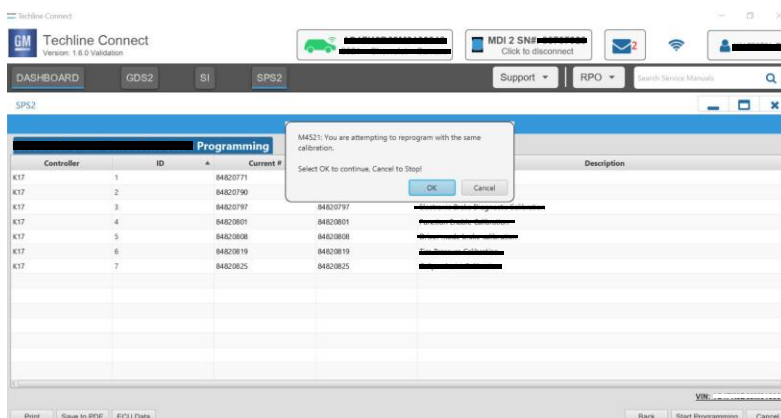 Techline Connect
GM
Techline Connect
Version: 1.6.0 Validation
MDI 2 SN#
Click to disconnect
2
DASHBOARD GDS2 SI SPS2 Support RPO Search Service Manuals
SPS2
Programming
M4521: You are attempting to reprogram with the same
calibration.
Select OK to continue, Cancel to Stop!
OK Cancel
Controller ID Current # Description
K17 1 84820771
K17 2 84820790
K17 3 84820797 84820797
K17 4 84820801 84820801
K17 5 84820808 84820808
K17 6 84820819 84820819
K17 7 84820825 84820825
VIN:
Print Save to PDF ECU Data Back Start Programming Cancel